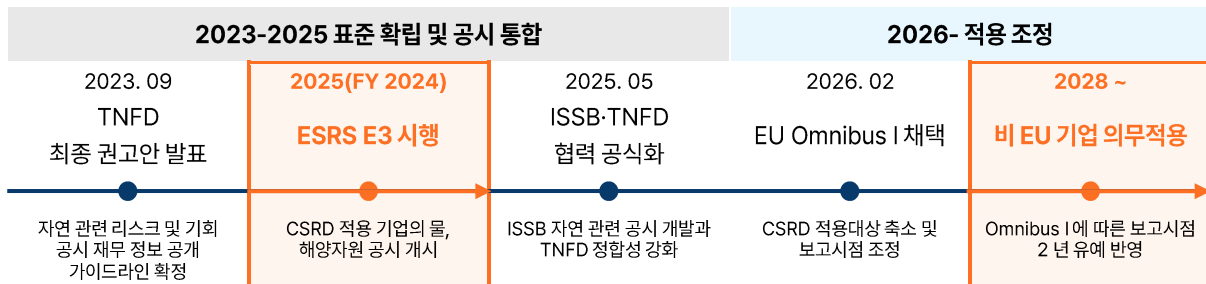 2023-2025 표준 확립 및 공시 통합
2026- 적용 조정
2023. 09
TNFD
최종 권고안 발표
자연 관련 리스크 및 기회
공시 재무 정보 공개
가이드라인 확정
2025(FY 2024)
ESRS E3 시행
CSRD 적용 기업의 물,
해양자원 공시 개시
2025. 05
ISSB·TNFD
협력 공식화
ISSB 자연 관련 공시 개발과
TNFD 정합성 강화
2026. 02
EU Omnibus I 채택
CSRD 적용대상 축소 및
보고시점 조정
2028 ~
비 EU 기업 의무적용
Omnibus I 에 따른 보고시점
2 년 유예 반영